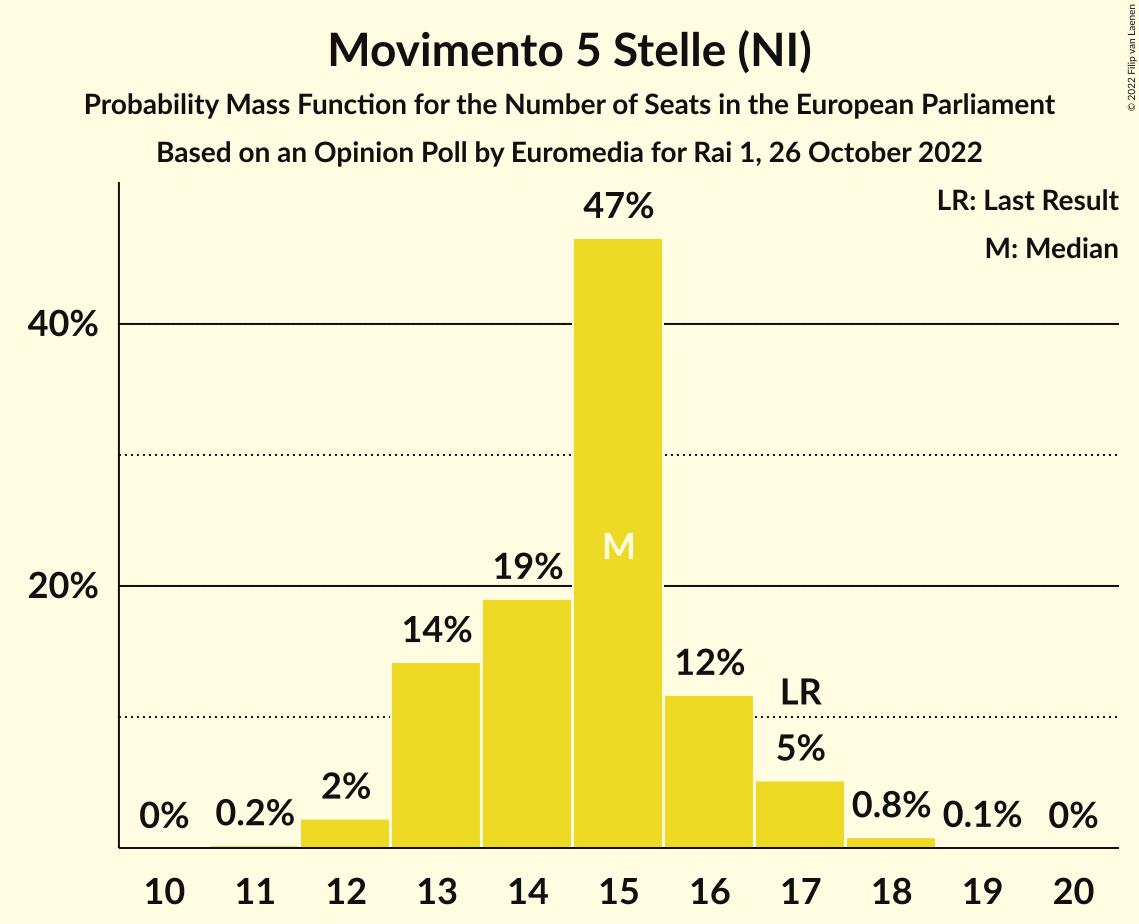 Movimento 5 Stelle (NI)
Probability Mass Function for the Number of Seats in the European Parliament
Based on an Opinion Poll by Euromedia for Rai 1, 26 October 2022
© 2022 Filip van Laenen
LR: Last Result
M: Median
40%
20%
0%
0.2%
2%
14%
19%
47%
M
12%
LR
5%
0.8%
0.1%
0%
10 11 12 13 14 15 16 17 18 19 20